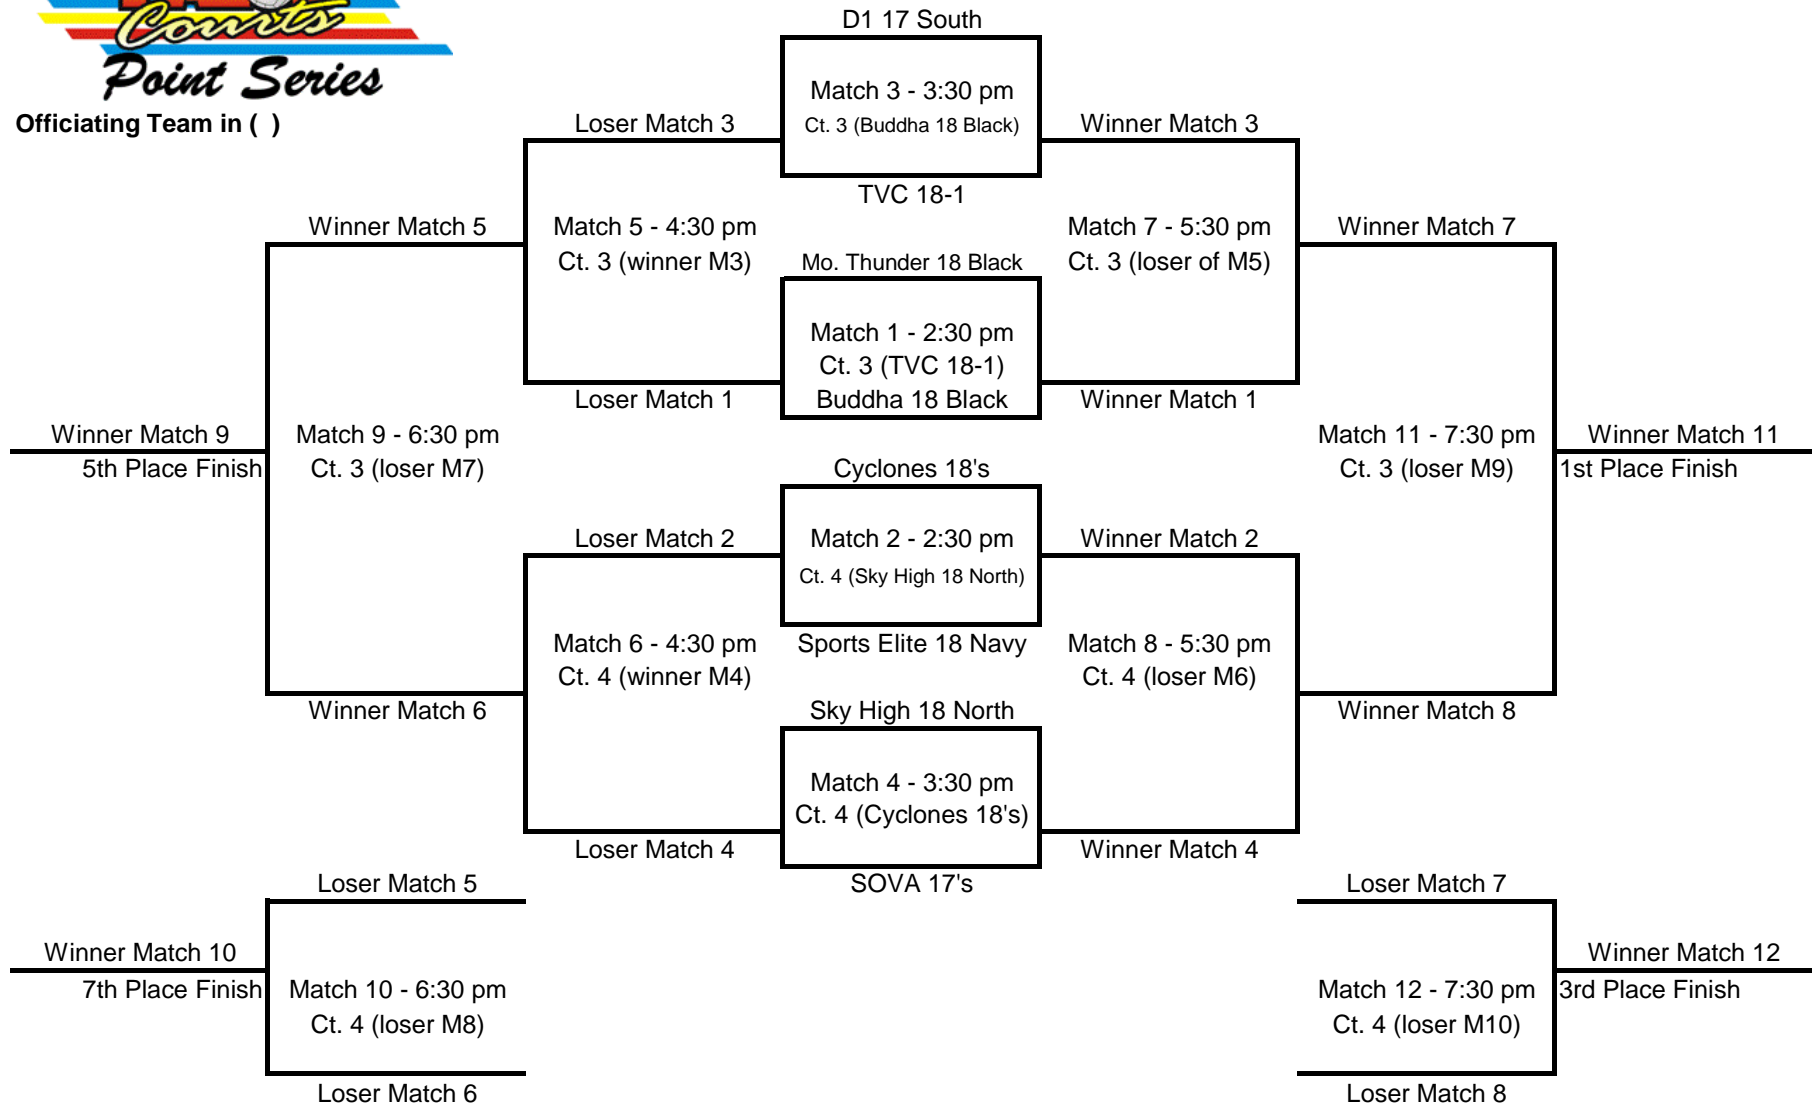 Courts
Point Series
Officiating Team in ( )
D1 17 South
Match 3 - 3:30 pm
Ct. 3 (Buddha 18 Black)
Loser Match 3
Winner Match 3
TVC 18-1
Winner Match 5
Match 5 - 4:30 pm
Ct. 3 (winner M3)
Match 7 - 5:30 pm
Ct. 3 (loser of M5)
Winner Match 7
Mo. Thunder 18 Black
Match 1 - 2:30 pm
Ct. 3 (TVC 18-1)
Buddha 18 Black
Loser Match 1
Winner Match 1
Winner Match 9
5th Place Finish
Match 9 - 6:30 pm
Ct. 3 (loser M7)
Match 11 - 7:30 pm
Ct. 3 (loser M9)
Winner Match 11
1st Place Finish
Cyclones 18's
Loser Match 2
Match 2 - 2:30 pm
Ct. 4 (Sky High 18 North)
Winner Match 2
Sports Elite 18 Navy
Match 6 - 4:30 pm
Ct. 4 (winner M4)
Match 8 - 5:30 pm
Ct. 4 (loser M6)
Winner Match 6
Sky High 18 North
Winner Match 8
Match 4 - 3:30 pm
Ct. 4 (Cyclones 18's)
Loser Match 4
Winner Match 4
SOVA 17's
Loser Match 5
Loser Match 7
Winner Match 10
7th Place Finish
Match 10 - 6:30 pm
Ct. 4 (loser M8)
Match 12 - 7:30 pm
Ct. 4 (loser M10)
Winner Match 12
3rd Place Finish
Loser Match 6
Loser Match 8